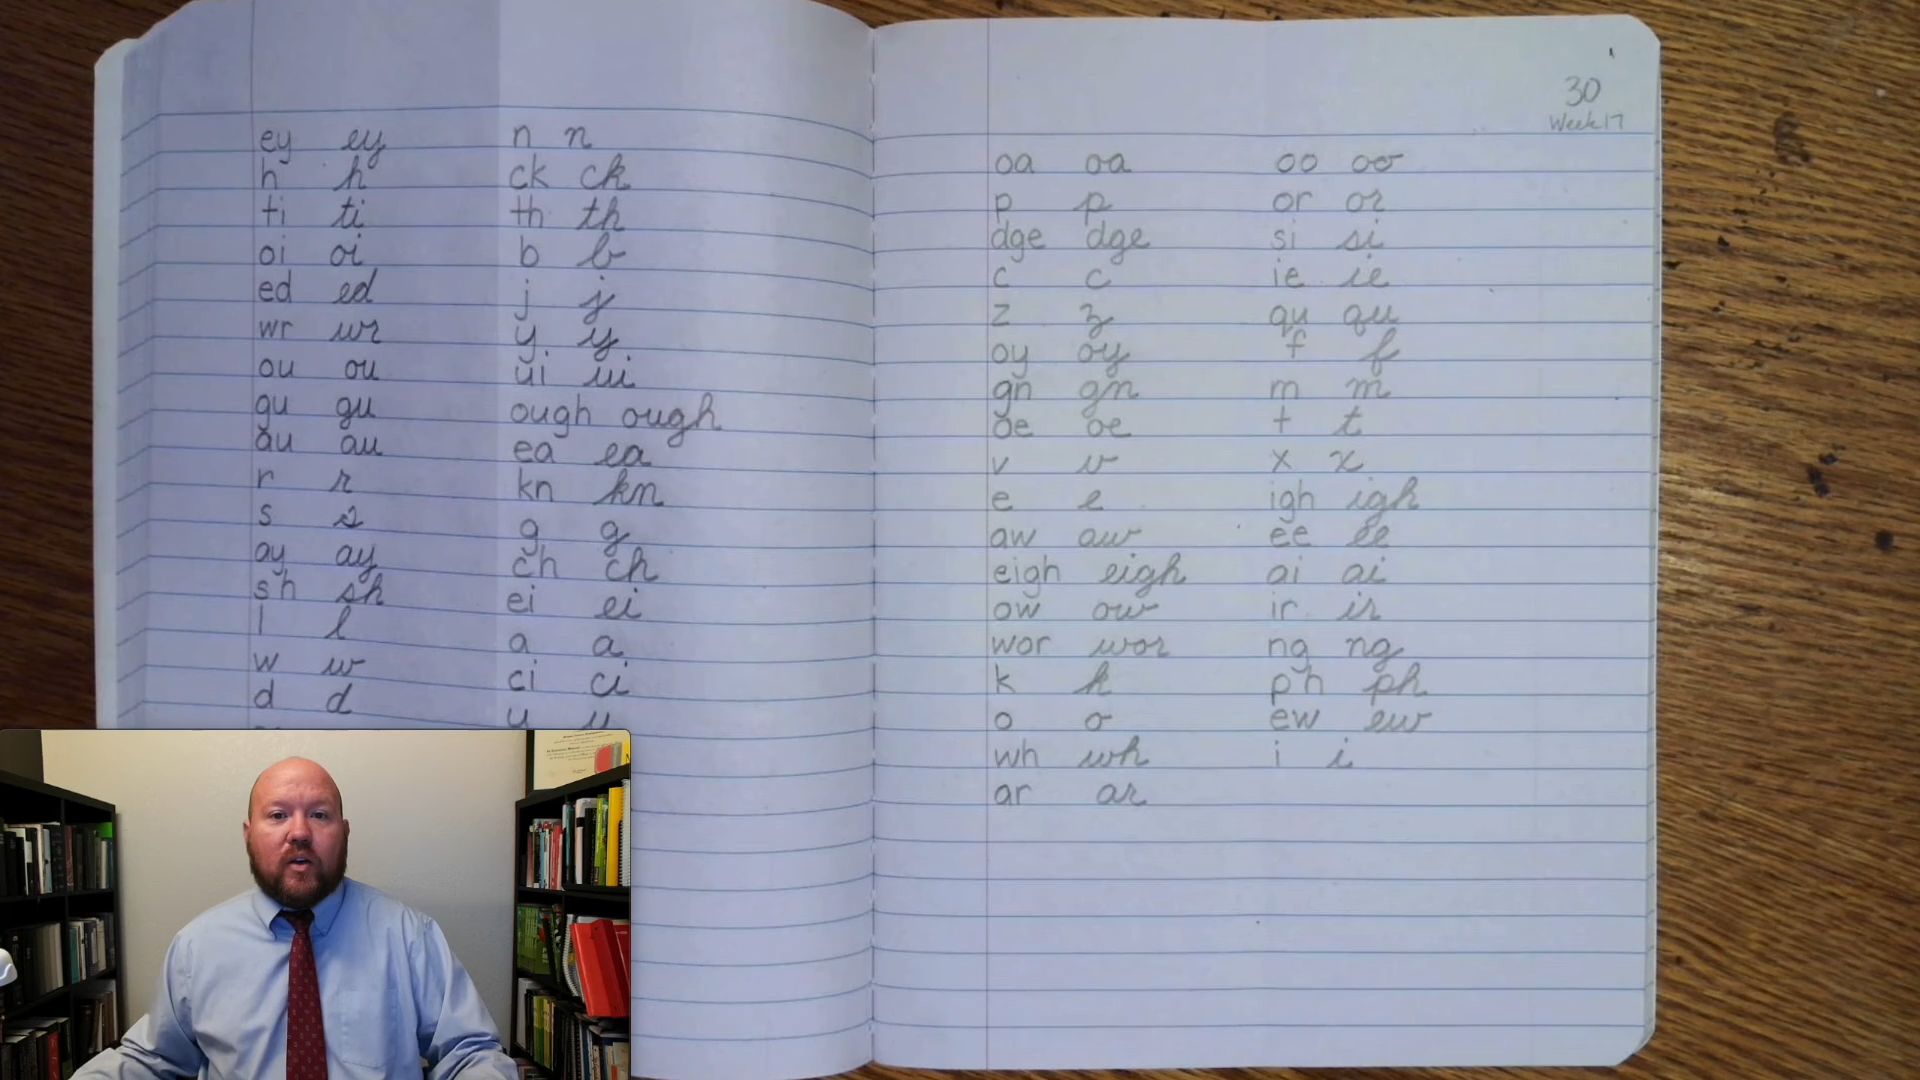 ey ey n n
h h ck ck
ti ti th th
oi oi b b
ed ed j j
wr wr y y
ou ou ui ui
gu gu ough ough
au au ea ea
r r kn kn
s s g g
ay ay ch ch
sh sh ei ei
l l a a
w w ci ci
d d u u
30
Week 17
oa oa oo oo
p p or or
dge dge si si
c c ie ie
z z qu qu
oy oy f f
gn gn m m
oe oe t t
v v x x
e e igh igh
aw aw ee ee
eigh eigh ai ai
ow ow ir ir
wor wor ng ng
k k ph ph
o o ew ew
wh wh i i
ar ar